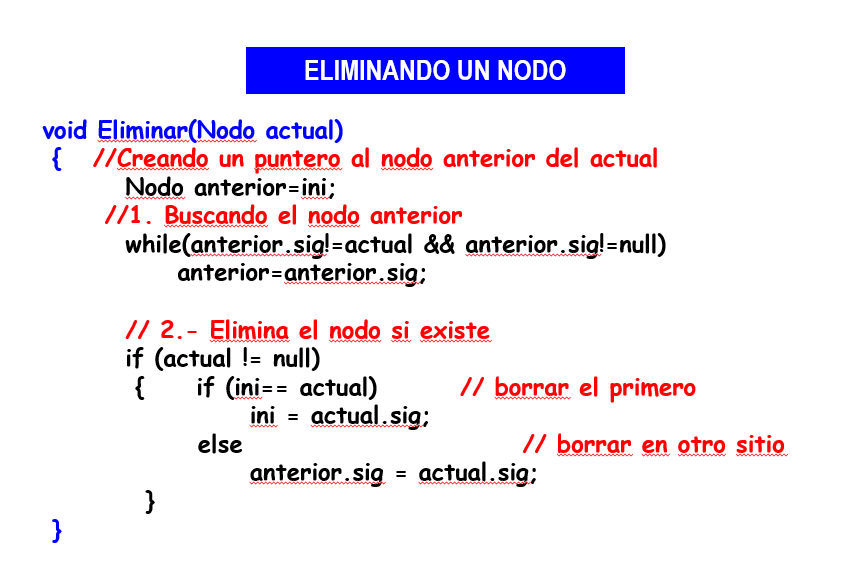 ELIMINANDO UN NODO
void Eliminar(Nodo actual)
{ //Creando un puntero al nodo anterior del actual
Nodo anterior=ini;
//1. Buscando el nodo anterior
while(anterior.sig!=actual && anterior.sig!=null)
anterior=anterior.sig;
// 2.- Elimina el nodo si existe
if (actual != null)
{ if (ini== actual) // borrar el primero
ini = actual.sig;
else // borrar en otro sitio
anterior.sig = actual.sig;
}
}